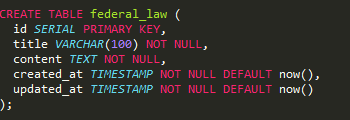 CREATE TABLE federal_law (
id SERIAL PRIMARY KEY,
title VARCHAR(100) NOT NULL,
content TEXT NOT NULL,
created_at TIMESTAMP NOT NULL DEFAULT now(),
updated_at TIMESTAMP NOT NULL DEFAULT now()
);